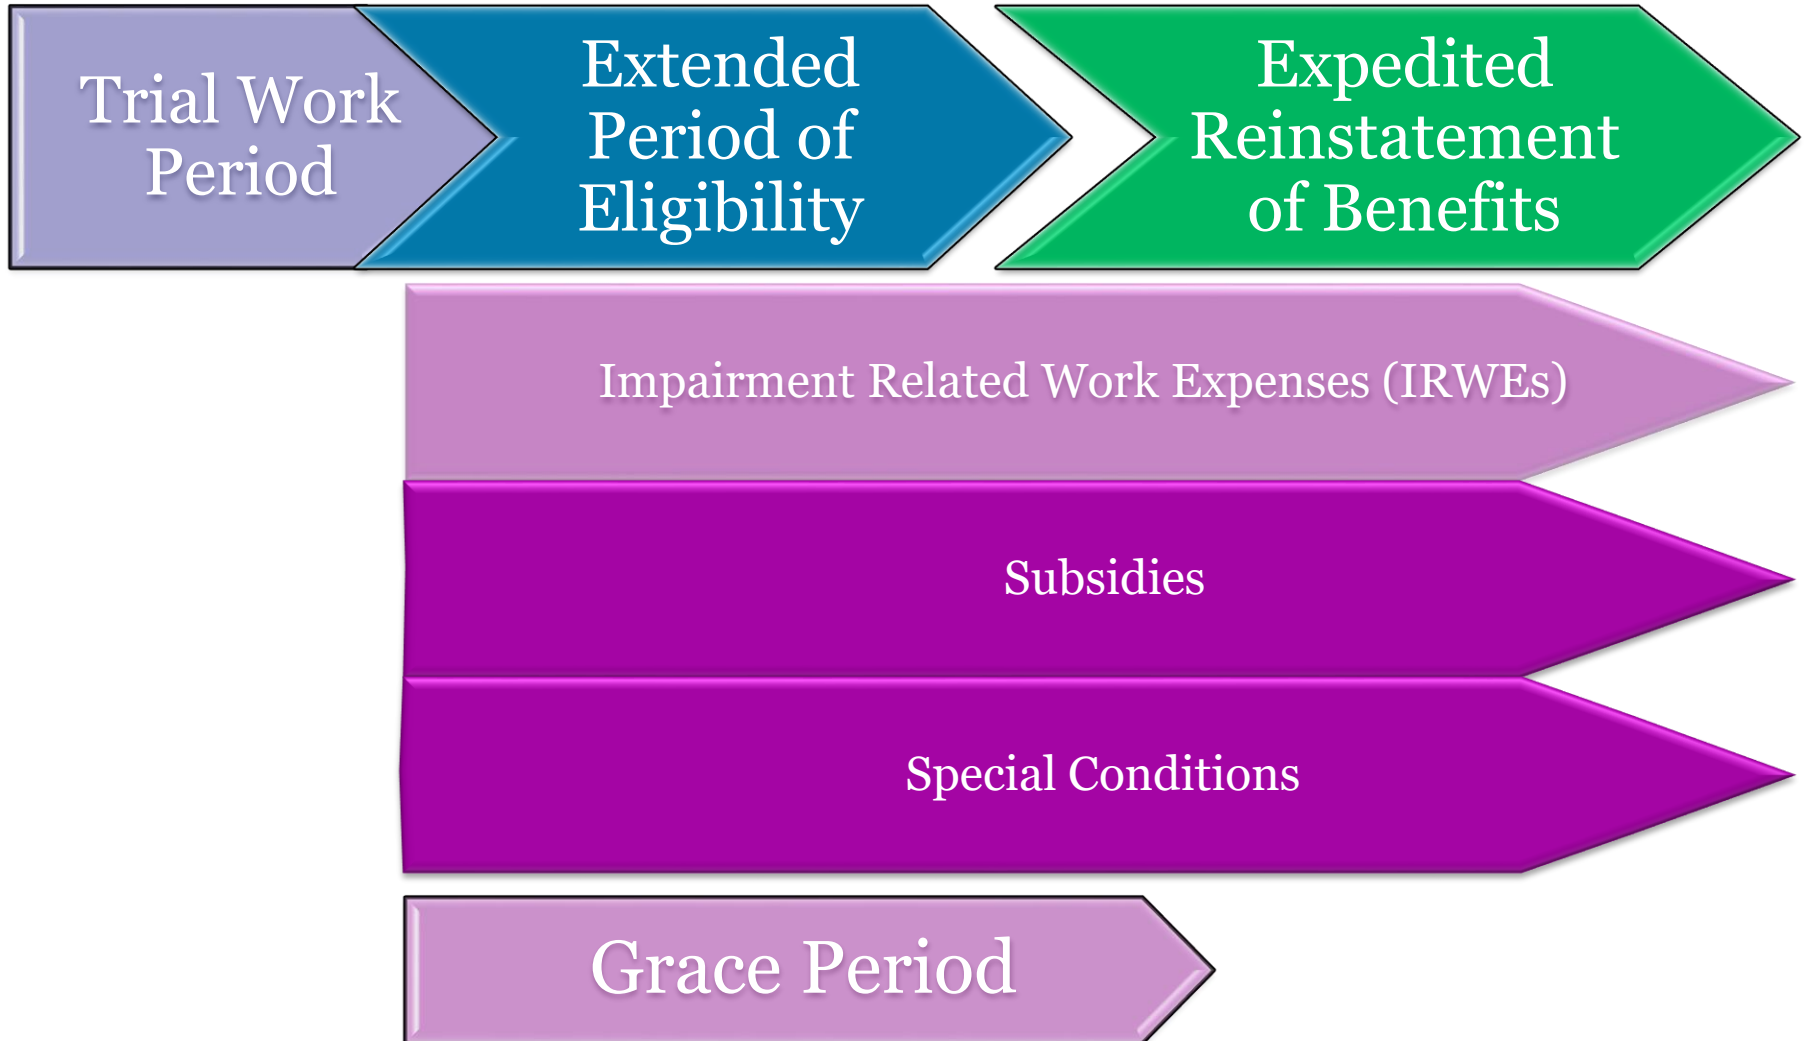 Trial Work
Period
Extended
Period of
Eligibility
Expedited
Reinstatement
of Benefits
Impairment Related Work Expenses (IRWEs)
Subsidies
Special Conditions
Grace Period